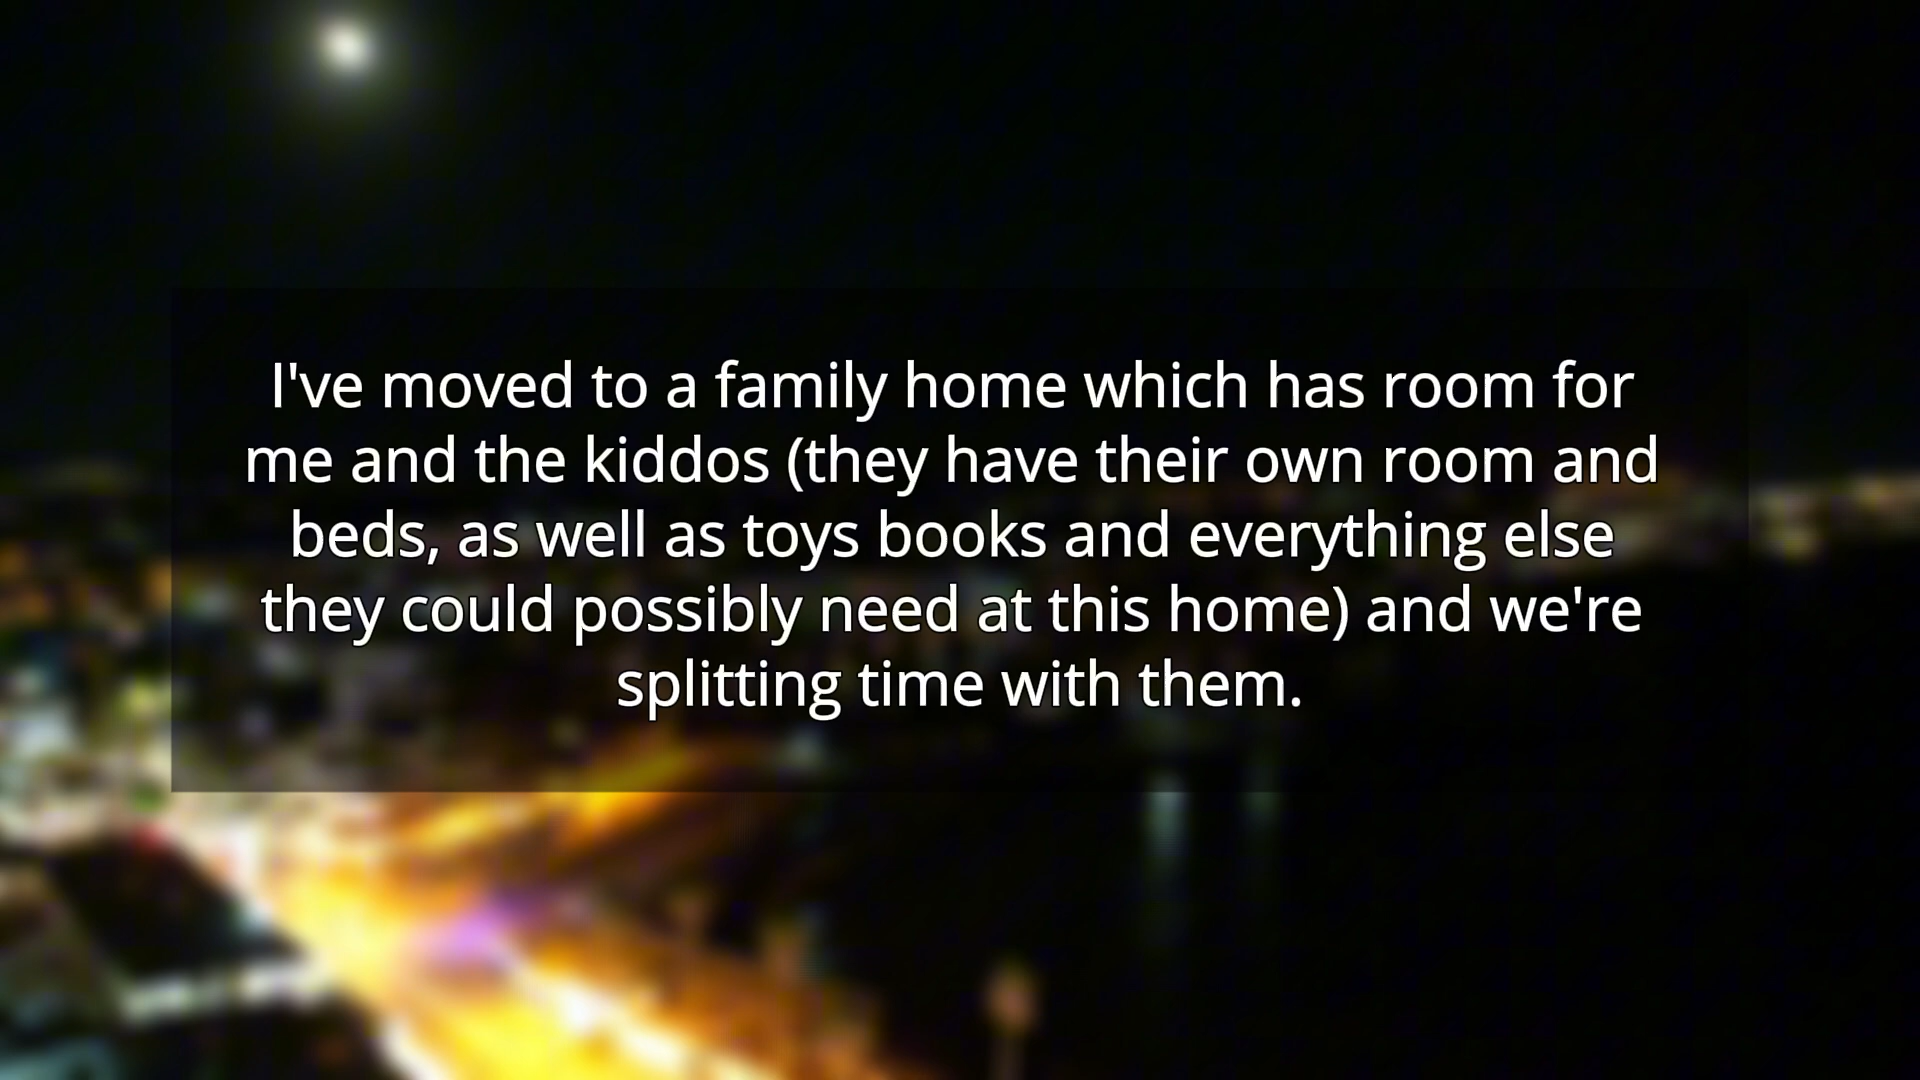 I've moved to a family home which has room for
me and the kiddos (they have their own room and
beds, as well as toys books and everything else
they could possibly need at this home) and we're
splitting time with them.